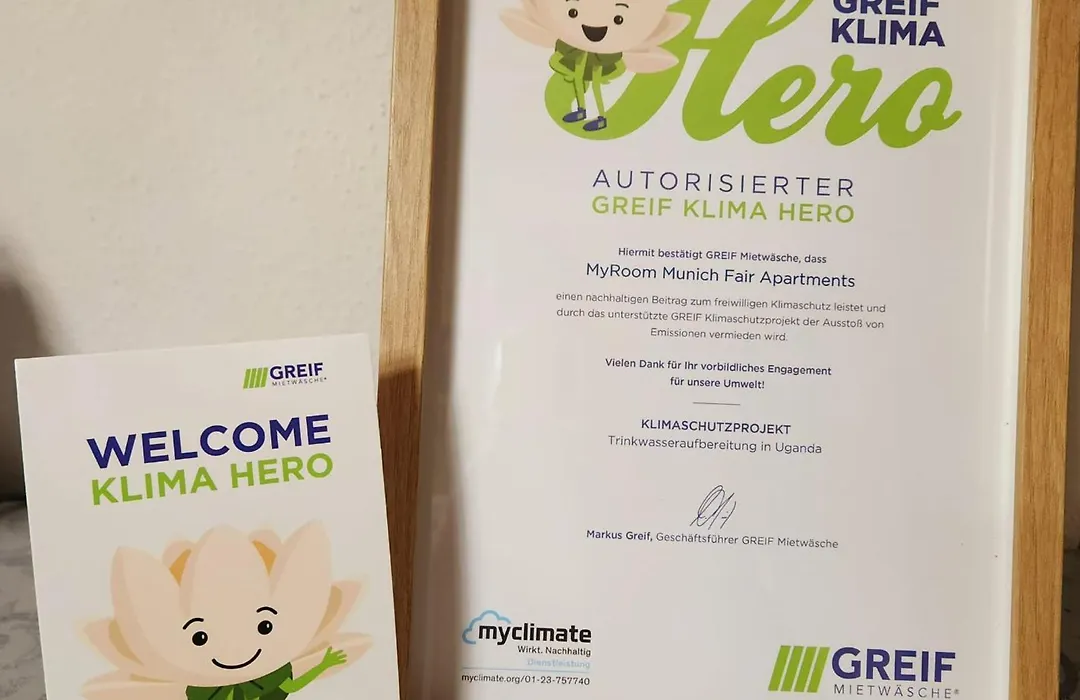 GREIF
KLIMA
Hero
AUTORISIERTER
GREIF KLIMA HERO
Hiermit bestätigt GREIF Mietwäsche, dass
MyRoom Munich Fair Apartments
einen nachhaltigen Beitrag zum freiwilligen Klimaschutz leistet und
durch das unterstützte GREIF Klimaschutzprojekt der Ausstoß von
Emissionen vermieden wird.
Vielen Dank für Ihr vorbildliches Engagement
für unsere Umwelt!
KLIMASCHUTZPROJEKT
Trinkwasseraufbereitung in Uganda
Markus Greif, Geschäftsführer GREIF Mietwäsche
myclimate
Wirkt. Nachhaltig
Dienstleistung
myclimate.org/01-23-757740
GREIF
MIETWÄSCHE®
GREIF
MIETWÄSCHE®
WELCOME
KLIMA HERO